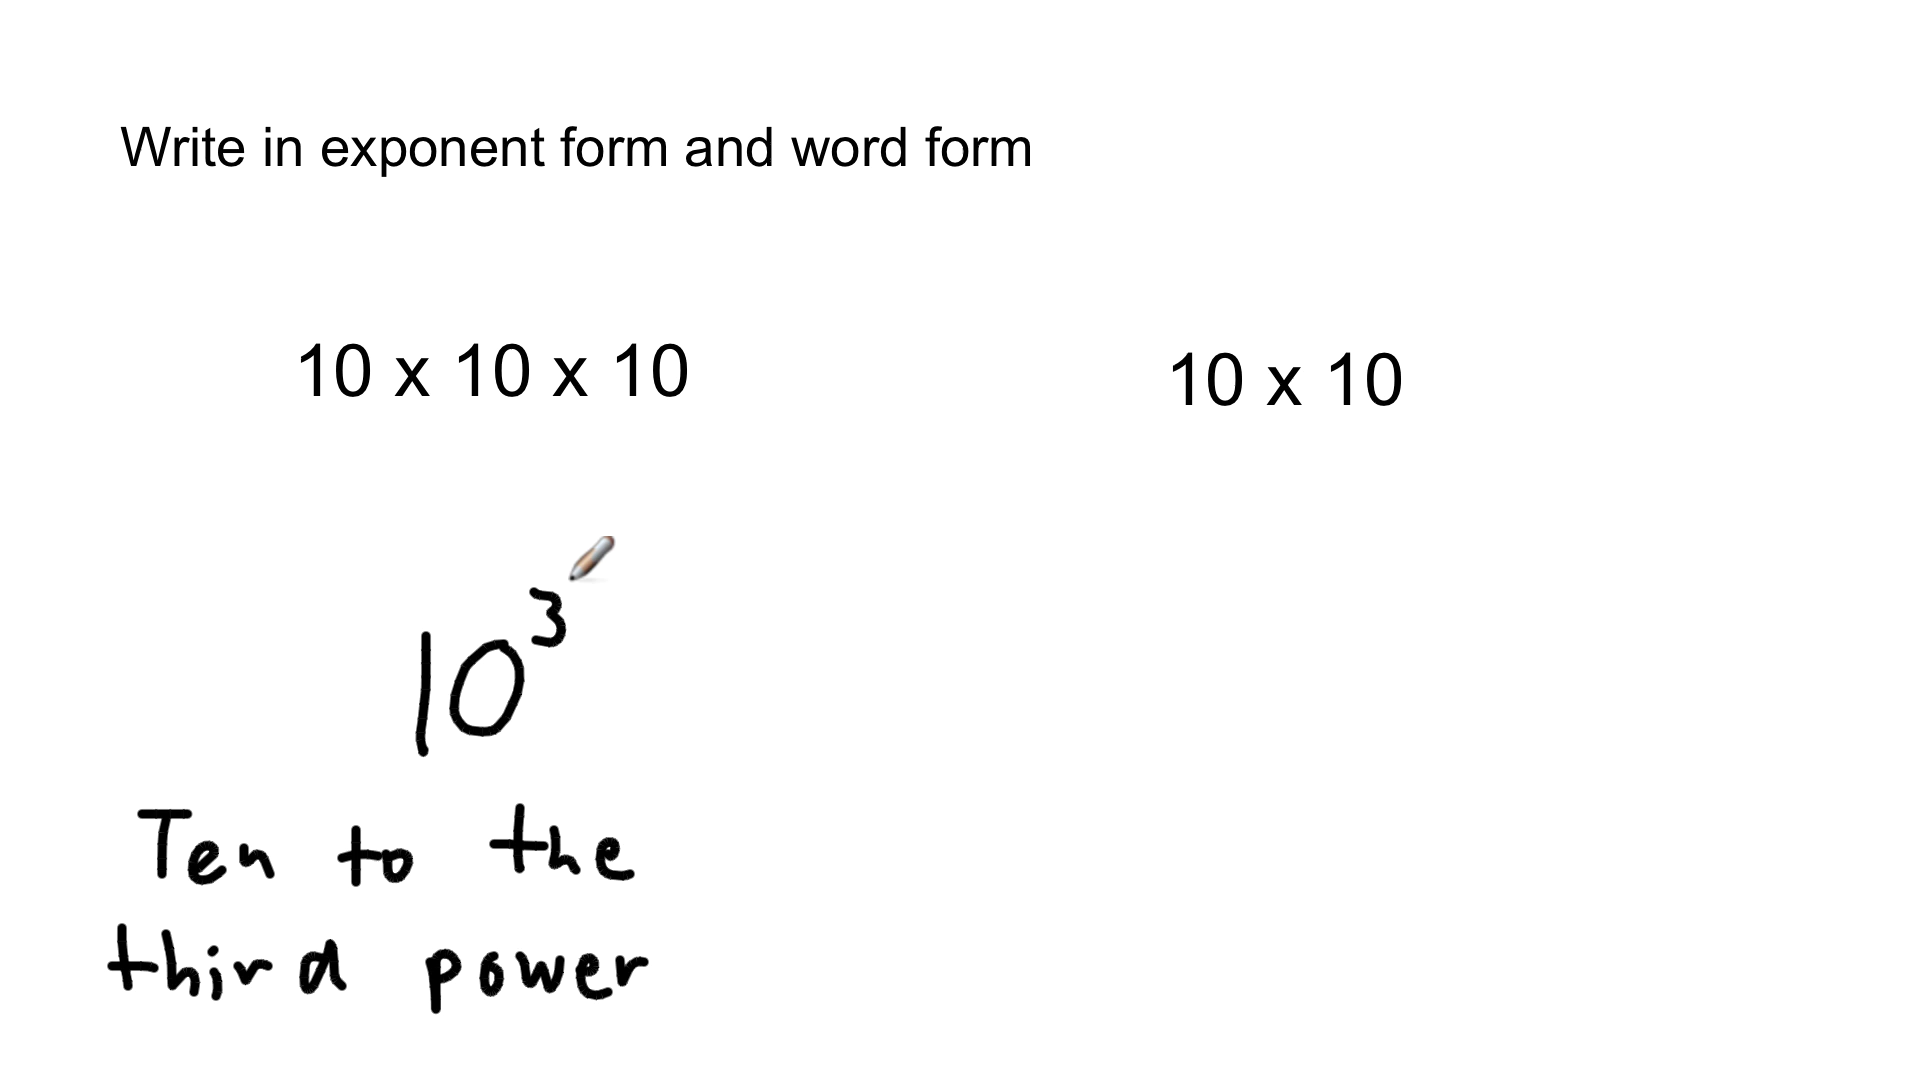 Write in exponent form and word form
10 x 10 x 10
10 x 10
10³
Ten to the
third power